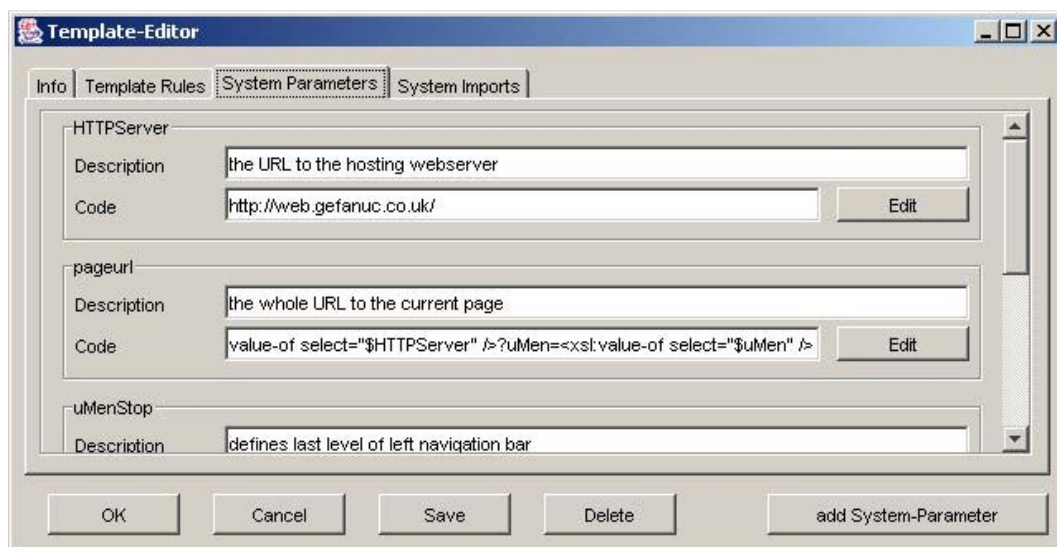 Template-Editor
Info Template Rules System Parameters System Imports
HTTPServer
Description the URL to the hosting webserver
Code http://web.gefanuc.co.uk/ Edit
pageurl
Description the whole URL to the current page
Code value-of select="$HTTPServer" />?uMen=<xsl:value-of select="$uMen" /> Edit
uMenStop
Description defines last level of left navigation bar
OK Cancel Save Delete add System-Parameter